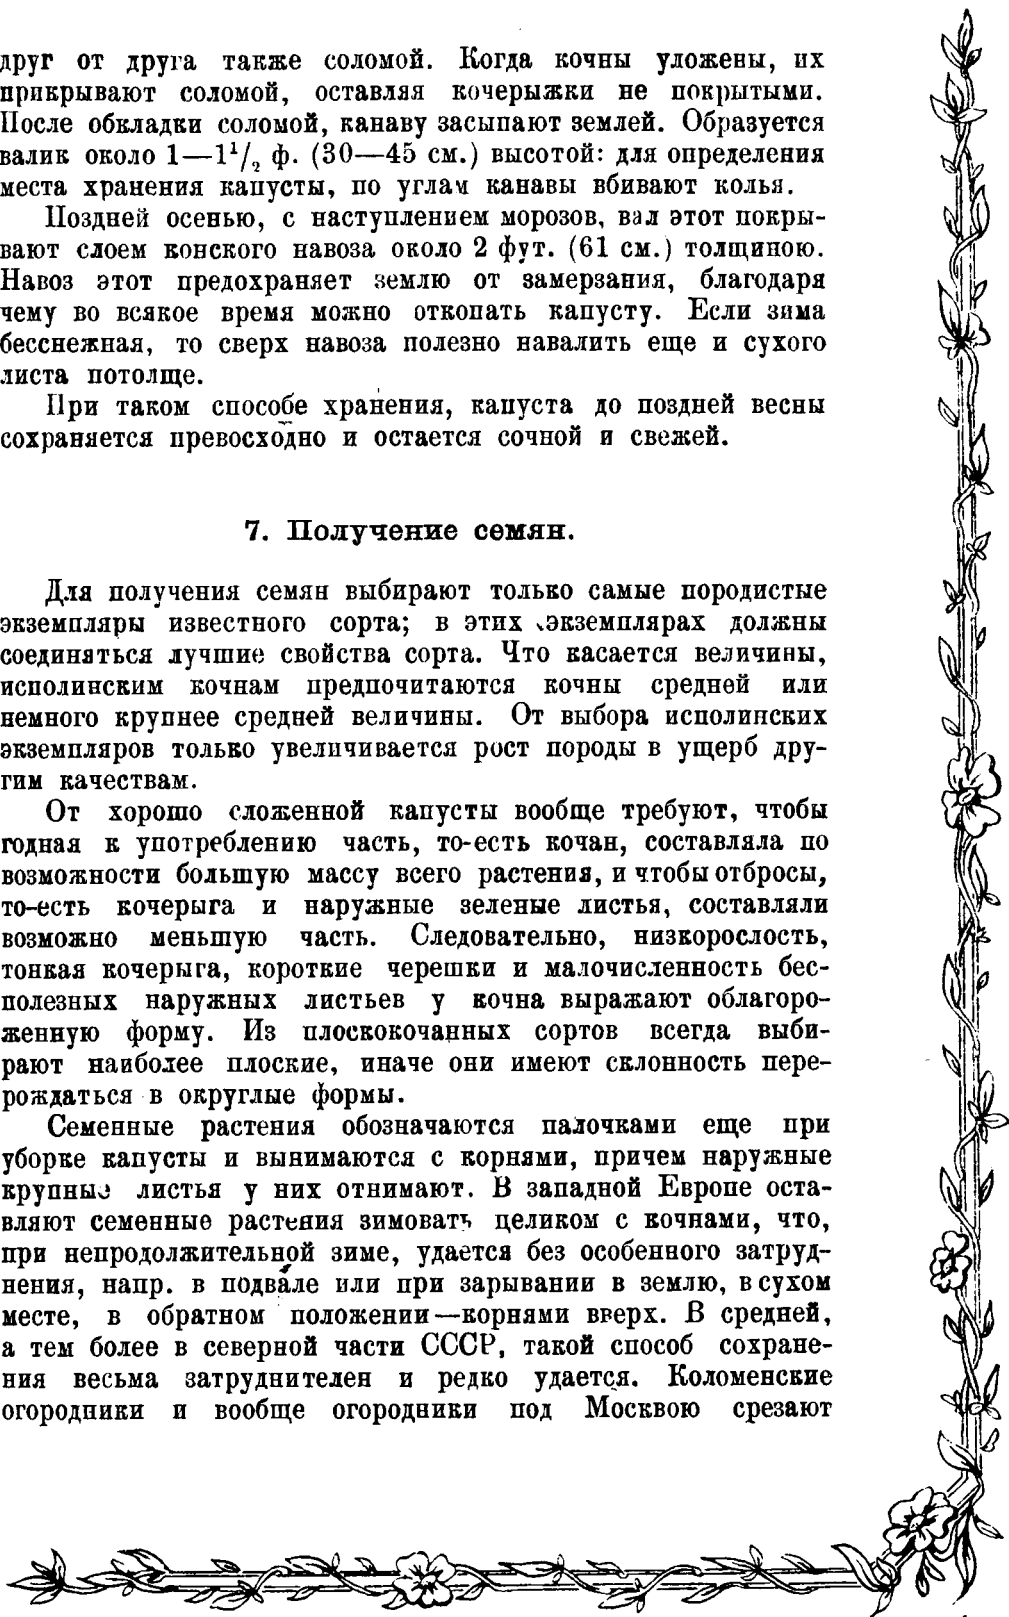 друг от друга также соломой. Когда кочны уложены, их
прикрывают соломой, оставляя кочерыжки не покрытыми.
После обкладки соломой, канаву засыпают землей. Образуется
валик около 1—1¹/₂ ф. (30—45 см.) высотой: для определения
места хранения капусты, по углам канавы вбивают колья.
Поздней осенью, с наступлением морозов, вал этот покры-
вают слоем конского навоза около 2 фут. (61 см.) толщиною.
Навоз этот предохраняет землю от замерзания, благодаря
чему во всякое время можно откопать капусту. Если зима
бесснежная, то сверх навоза полезно навалить еще и сухого
листа потолще.
При таком способе хранения, капуста до поздней весны
сохраняется превосходно и остается сочной и свежей.
7. Получение семян.
Для получения семян выбирают только самые породистые
экземпляры известного сорта; в этих экземплярах должны
соединяться лучшие свойства сорта. Что касается величины,
исполинским кочнам предпочитаются кочны средней или
немного крупнее средней величины. От выбора исполинских
экземпляров только увеличивается рост породы в ущерб дру-
гим качествам.
От хорошо сложенной капусты вообще требуют, чтобы
годная к употреблению часть, то-есть кочан, составляла по
возможности большую массу всего растения, и чтобы отбросы,
то-есть кочерыга и наружные зеленые листья, составляли
возможно меньшую часть. Следовательно, низкорослость,
тонкая кочерыга, короткие черешки и малочисленность бес-
полезных наружных листьев у кочна выражают облагоро-
женную форму. Из плоскокочанных сортов всегда выби-
рают наиболее плоские, иначе они имеют склонность пере-
рождаться в округлые формы.
Семенные растения обозначаются палочками еще при
уборке капусты и вынимаются с корнями, причем наружные
крупные листья у них отнимают. В западной Европе оста-
вляют семенные растения зимовать целиком с кочнами, что,
при непродолжительной зиме, удается без особенного затруд-
нения, напр. в подвале или при зарывании в землю, в сухом
месте, в обратном положении—корнями вверх. В средней,
а тем более в северной части СССР, такой способ сохране-
ния весьма затруднителен и редко удается. Коломенские
огородники и вообще огородники под Москвою срезают